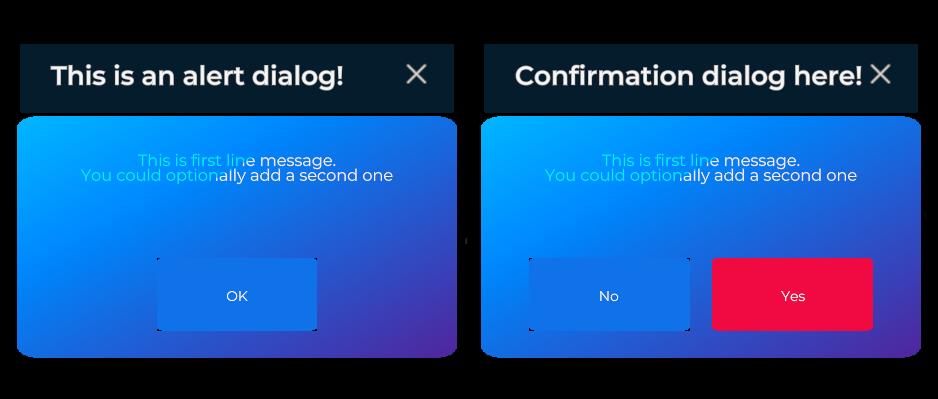 This is an alert dialog!
This is first line message.
You could optionally add a second one
OK
Confirmation dialog here!
This is first line message.
You could optionally add a second one
No
Yes